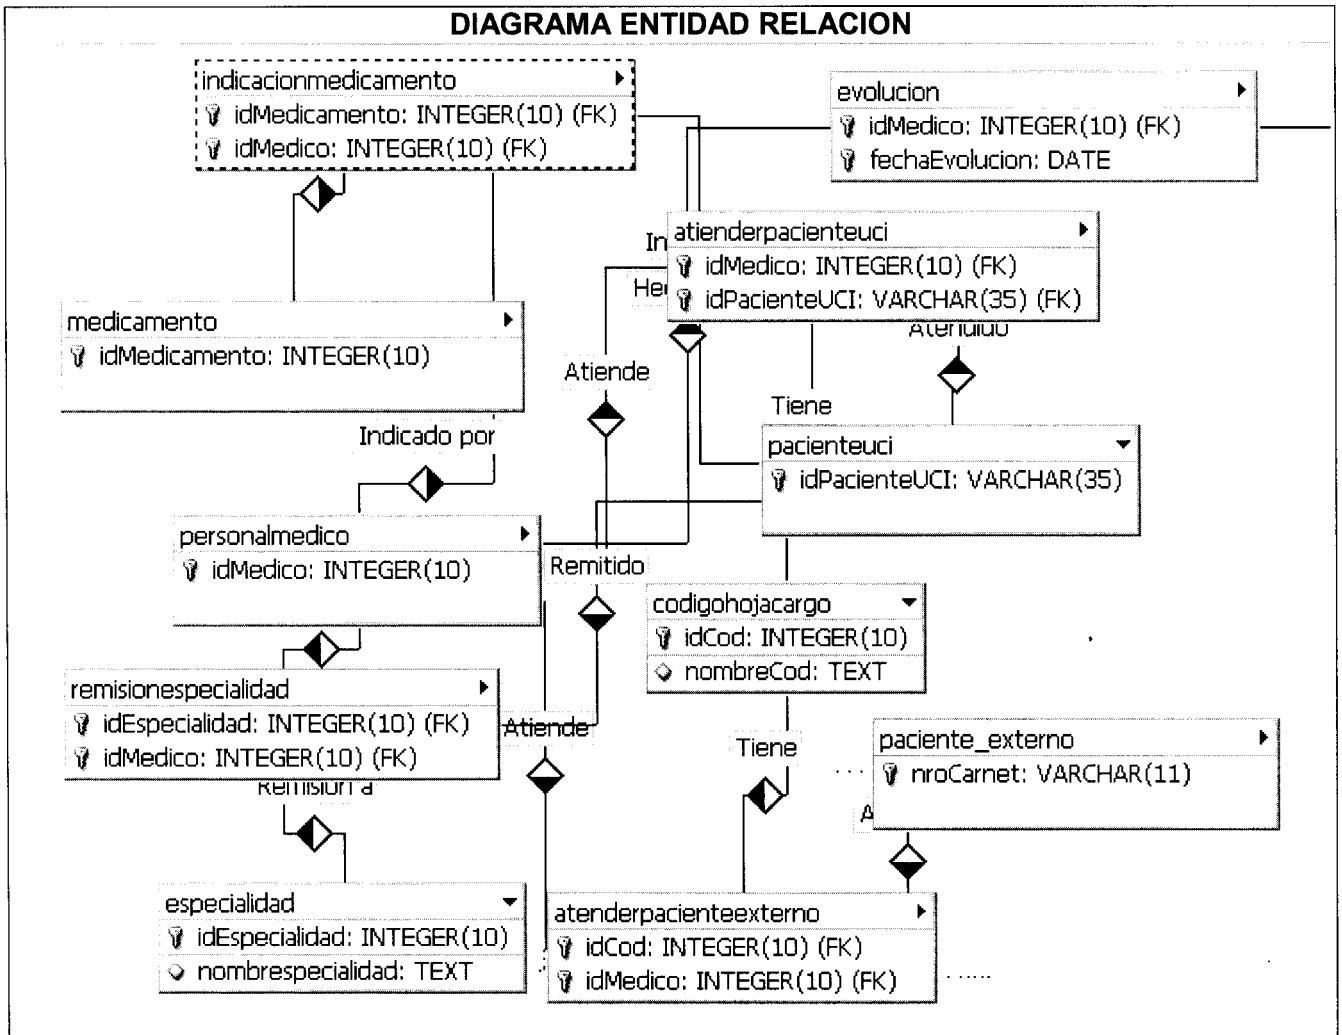 DIAGRAMA ENTIDAD RELACION
indicacionmedicamento
idMedicamento: INTEGER(10) (FK)
idMedico: INTEGER(10) (FK)
evolucion
idMedico: INTEGER(10) (FK)
fechaEvolucion: DATE
In
atienderpacienteuci
idMedico: INTEGER(10) (FK)
idPacienteUCI: VARCHAR(35) (FK)
medicamento
idMedicamento: INTEGER(10)
Atendido
Atiende
Tiene
Indicado por
pacienteuci
idPacienteUCI: VARCHAR(35)
personalmedico
idMedico: INTEGER(10)
Remitido
codigohojacargo
idCod: INTEGER(10)
nombreCod: TEXT
remisionespecialidad
idEspecialidad: INTEGER(10) (FK)
idMedico: INTEGER(10) (FK)
Atiende
Tiene
paciente_externo
nroCarnet: VARCHAR(11)
Remision a
A
especialidad
idEspecialidad: INTEGER(10)
nombrespecialidad: TEXT
atenderpacienteexterno
idCod: INTEGER(10) (FK)
idMedico: INTEGER(10) (FK)